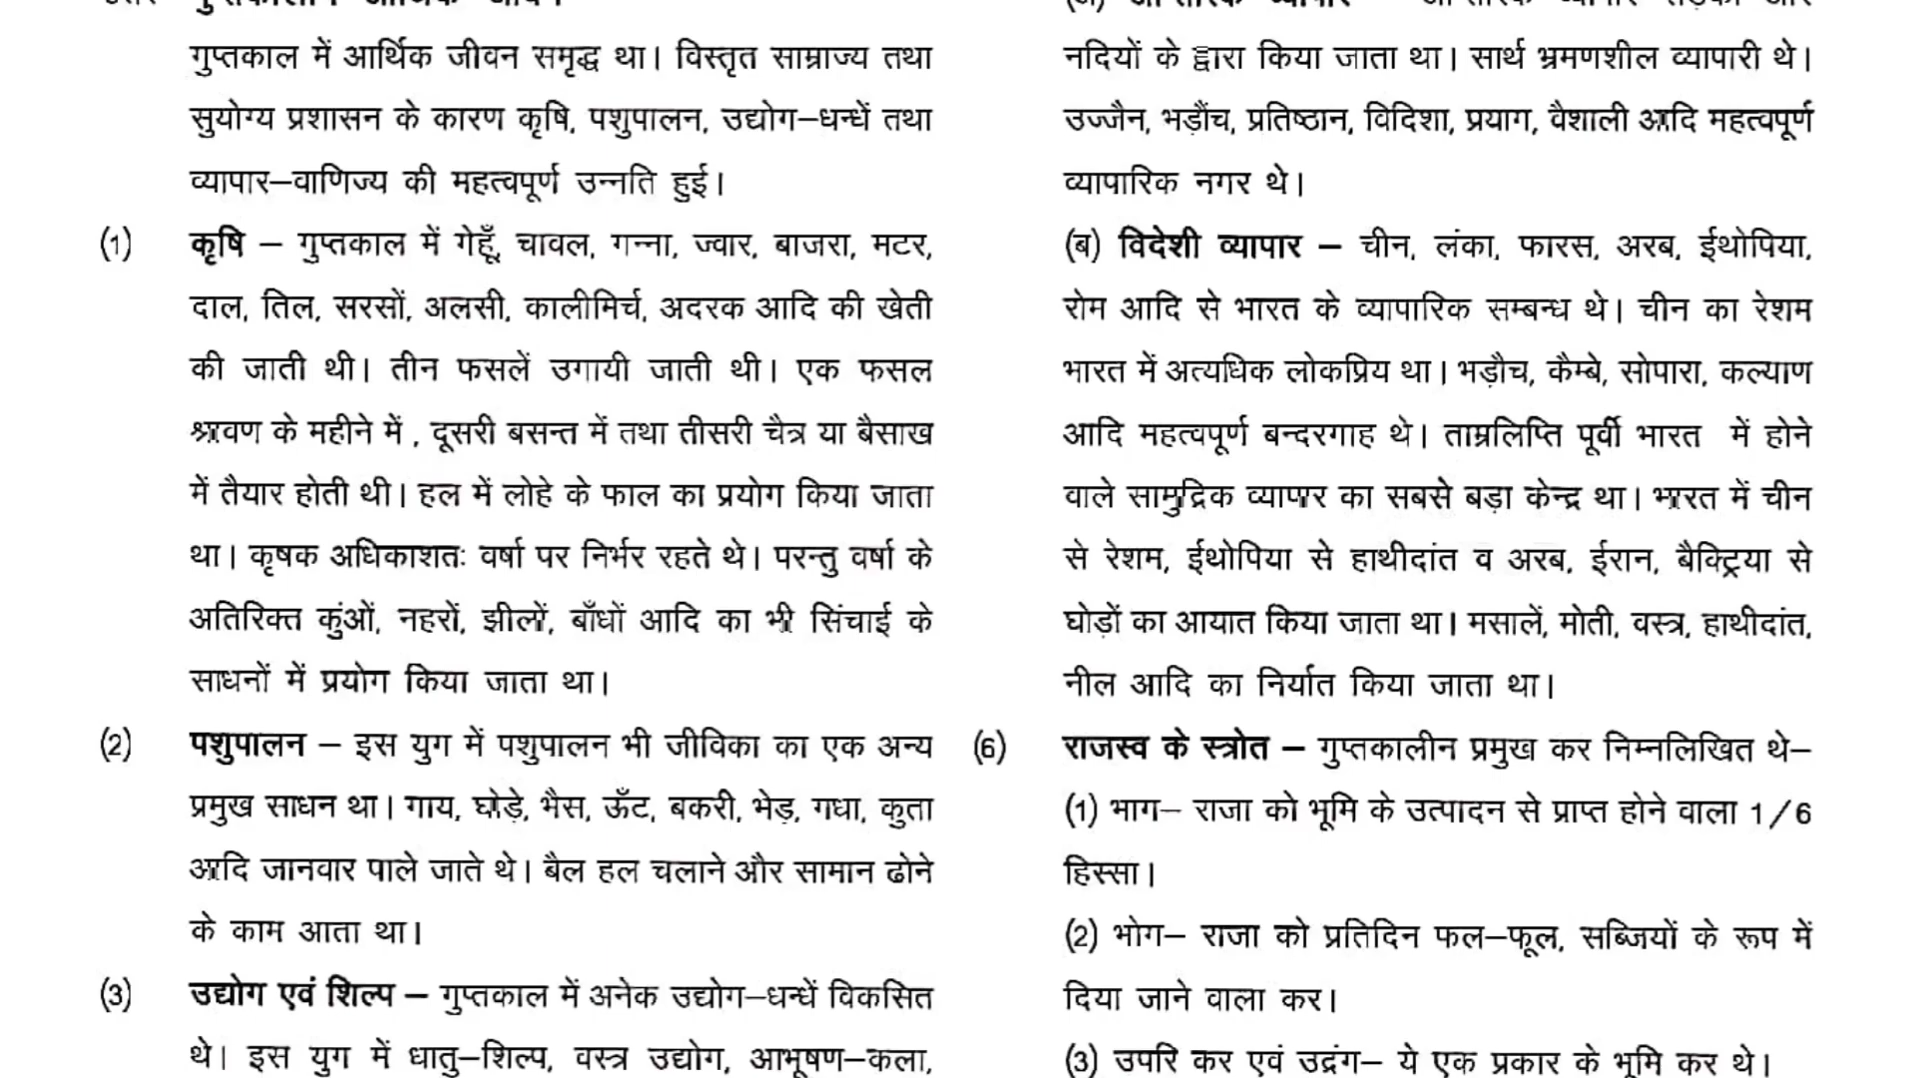 गुप्तकाल में आर्थिक जीवन समृद्ध था। विस्तृत साम्राज्य तथा
सुयोग्य प्रशासन के कारण कृषि, पशुपालन, उद्योग–धन्धें तथा
व्यापार–वाणिज्य की महत्वपूर्ण उन्नति हुई।
(1) कृषि – गुप्तकाल में गेहूँ, चावल, गन्ना, ज्वार, बाजरा, मटर,
दाल, तिल, सरसों, अलसी, कालीमिर्च, अदरक आदि की खेती
की जाती थी। तीन फसलें उगायी जाती थी। एक फसल
श्रावण के महीने में , दूसरी बसन्त में तथा तीसरी चैत्र या बैसाख
में तैयार होती थी। हल में लोहे के फाल का प्रयोग किया जाता
था। कृषक अधिकाशतः वर्षा पर निर्भर रहते थे। परन्तु वर्षा के
अतिरिक्त कुंओं, नहरों, झीलों, बाँधों आदि का भी सिंचाई के
साधनों में प्रयोग किया जाता था।
(2) पशुपालन – इस युग में पशुपालन भी जीविका का एक अन्य
प्रमुख साधन था। गाय, घोड़े, भैस, ऊँट, बकरी, भेड़, गधा, कुता
आदि जानवार पाले जाते थे। बैल हल चलाने और सामान ढोने
के काम आता था।
(3) उद्योग एवं शिल्प – गुप्तकाल में अनेक उद्योग–धन्धें विकसित
थे। इस युग में धातु–शिल्प, वस्त्र उद्योग, आभूषण–कला,
नदियों के द्वारा किया जाता था। सार्थ भ्रमणशील व्यापारी थे।
उज्जैन, भड़ौंच, प्रतिष्ठान, विदिशा, प्रयाग, वैशाली आदि महत्वपूर्ण
व्यापारिक नगर थे।
(ब) विदेशी व्यापार – चीन, लंका, फारस, अरब, ईथोपिया,
रोम आदि से भारत के व्यापारिक सम्बन्ध थे। चीन का रेशम
भारत में अत्यधिक लोकप्रिय था। भड़ौच, कैम्बे, सोपारा, कल्याण
आदि महत्वपूर्ण बन्दरगाह थे। ताम्रलिप्ति पूर्वी भारत में होने
वाले सामुद्रिक व्यापार का सबसे बड़ा केन्द्र था। भारत में चीन
से रेशम, ईथोपिया से हाथीदांत व अरब, ईरान, बैक्ट्रिया से
घोड़ों का आयात किया जाता था। मसालें, मोती, वस्त्र, हाथीदांत,
नील आदि का निर्यात किया जाता था।
(6) राजस्व के स्त्रोत – गुप्तकालीन प्रमुख कर निम्नलिखित थे–
(1) भाग– राजा को भूमि के उत्पादन से प्राप्त होने वाला 1/6
हिस्सा।
(2) भोग– राजा को प्रतिदिन फल–फूल, सब्जियों के रूप में
दिया जाने वाला कर।
(3) उपरि कर एवं उद्रंग– ये एक प्रकार के भूमि कर थे।